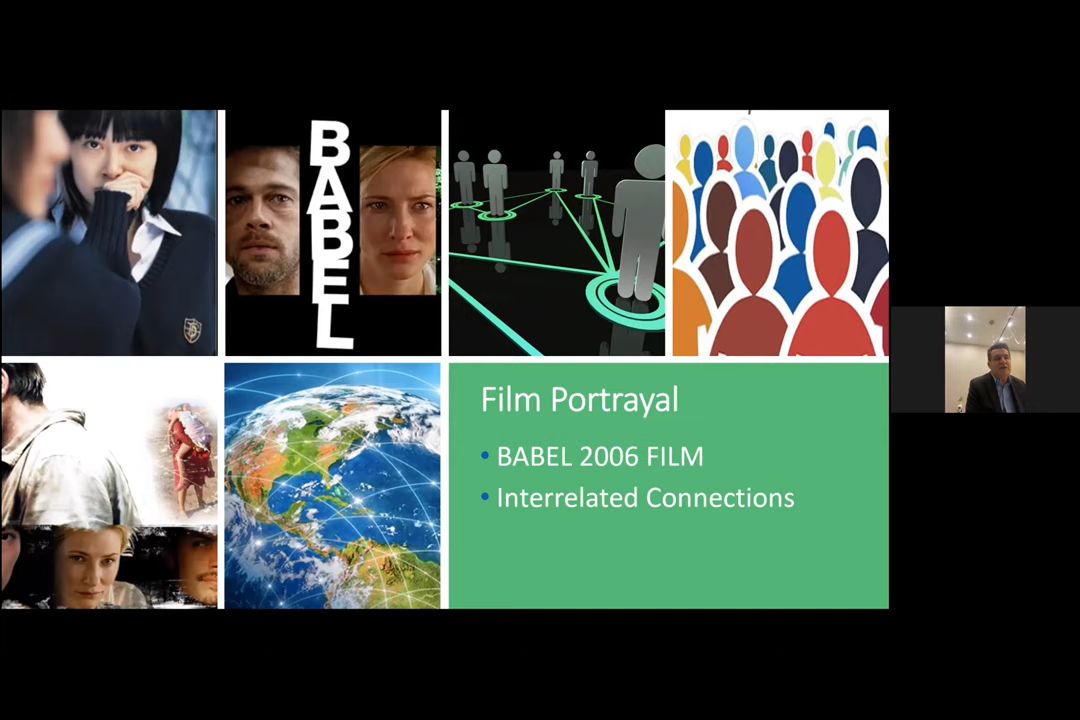 BABEL
Film Portrayal
BABEL 2006 FILM
Interrelated Connections